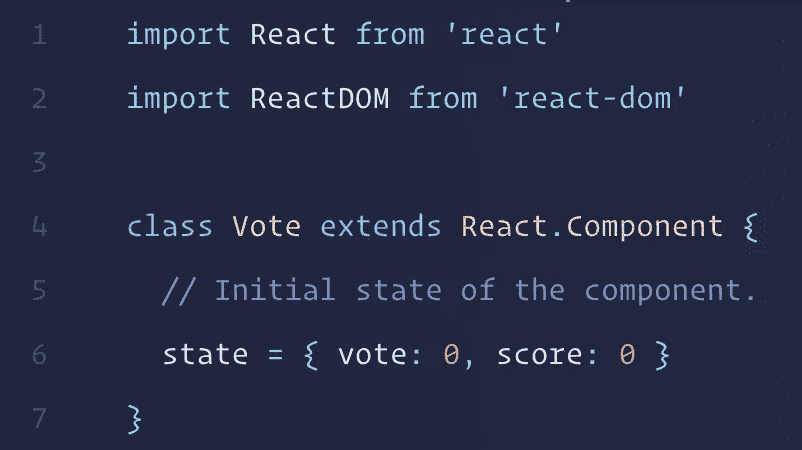 1 import React from 'react'
2 import ReactDOM from 'react-dom'
3
4 class Vote extends React.Component {
5 // Initial state of the component.
6 state = { vote: 0, score: 0 }
7 }